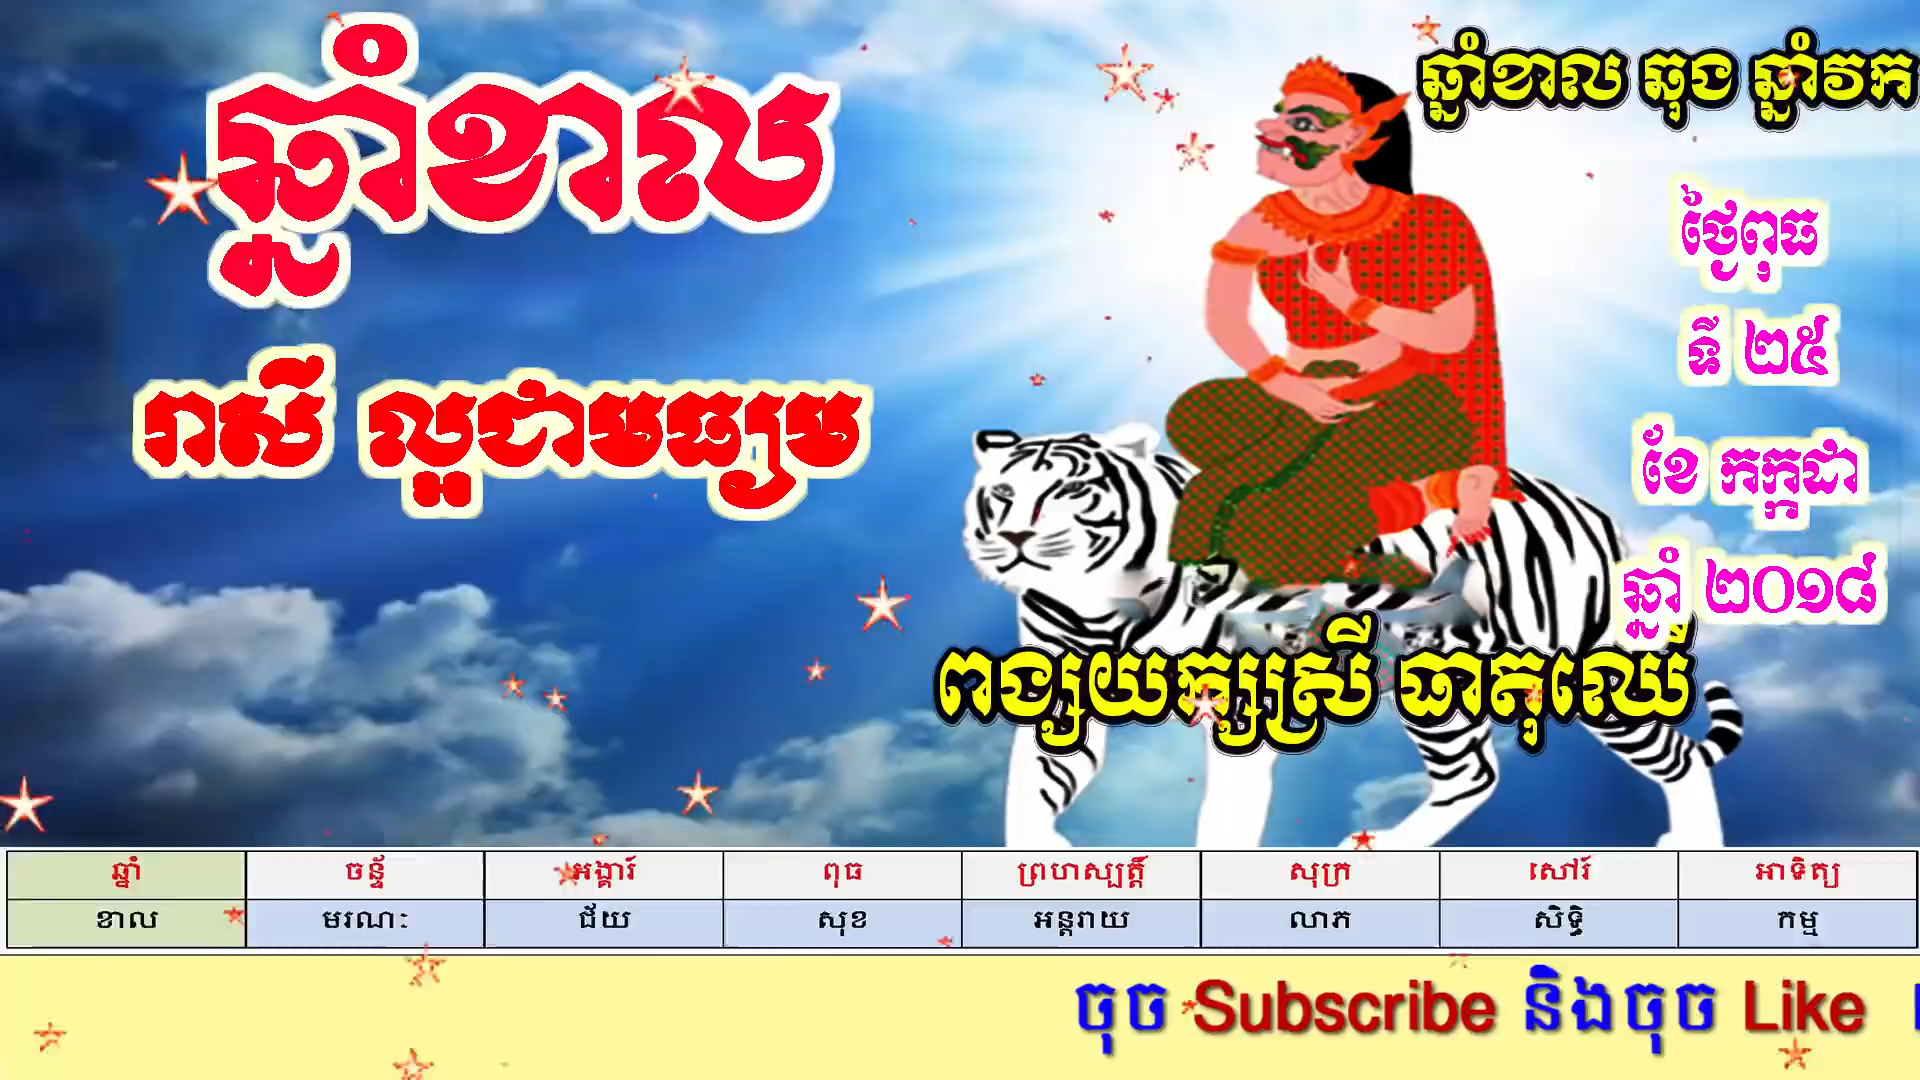 ឆ្នាំខាល
រាសី ល្អជាមធ្យម
ឆ្នាំខាល ឆុង ឆ្នាំវក
ថ្ងៃពុធ
ទី ២៥
ខែ កក្កដា
ឆ្នាំ ២០១៨
ពង្សយក្សស្រី ធាតុឈើ
ឆ្នាំ ចន្ទ័ អង្គារ៍ ពុធ ព្រហស្បត្តិ៍ សុក្រ សៅរ៍ អាទិត្យ
ខាល មរណៈ ជ័យ សុខ អន្តរាយ លាភ សិទ្ធិ កម្ម
ចុច Subscribe និងចុច Like